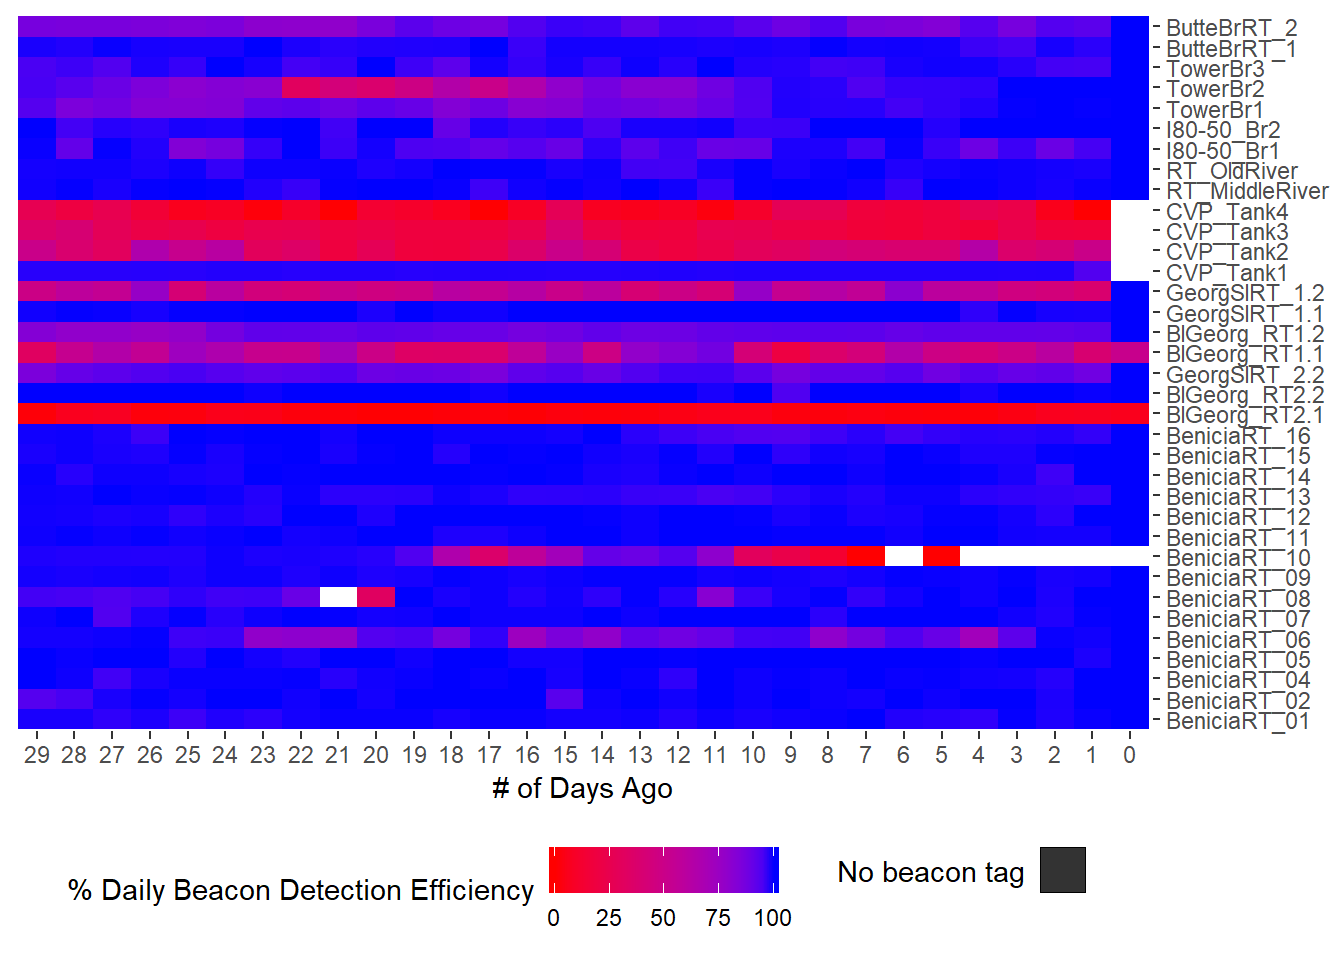 ButteBrRT_2
ButteBrRT_1
TowerBr3
TowerBr2
TowerBr1
I80-50_Br2
I80-50_Br1
RT_OldRiver
RT_MiddleRiver
CVP_Tank4
CVP_Tank3
CVP_Tank2
CVP_Tank1
GeorgSlRT_1.2
GeorgSlRT_1.1
BlGeorg_RT1.2
BlGeorg_RT1.1
GeorgSlRT_2.2
BlGeorg_RT2.2
BlGeorg_RT2.1
BeniciaRT_16
BeniciaRT_15
BeniciaRT_14
BeniciaRT_13
BeniciaRT_12
BeniciaRT_11
BeniciaRT_10
BeniciaRT_09
BeniciaRT_08
BeniciaRT_07
BeniciaRT_06
BeniciaRT_05
BeniciaRT_04
BeniciaRT_02
BeniciaRT_01
29 28 27 26 25 24 23 22 21 20 19 18 17 16 15 14 13 12 11 10 9 8 7 6 5 4 3 2 1 0
# of Days Ago
% Daily Beacon Detection Efficiency
0 25 50 75 100
No beacon tag